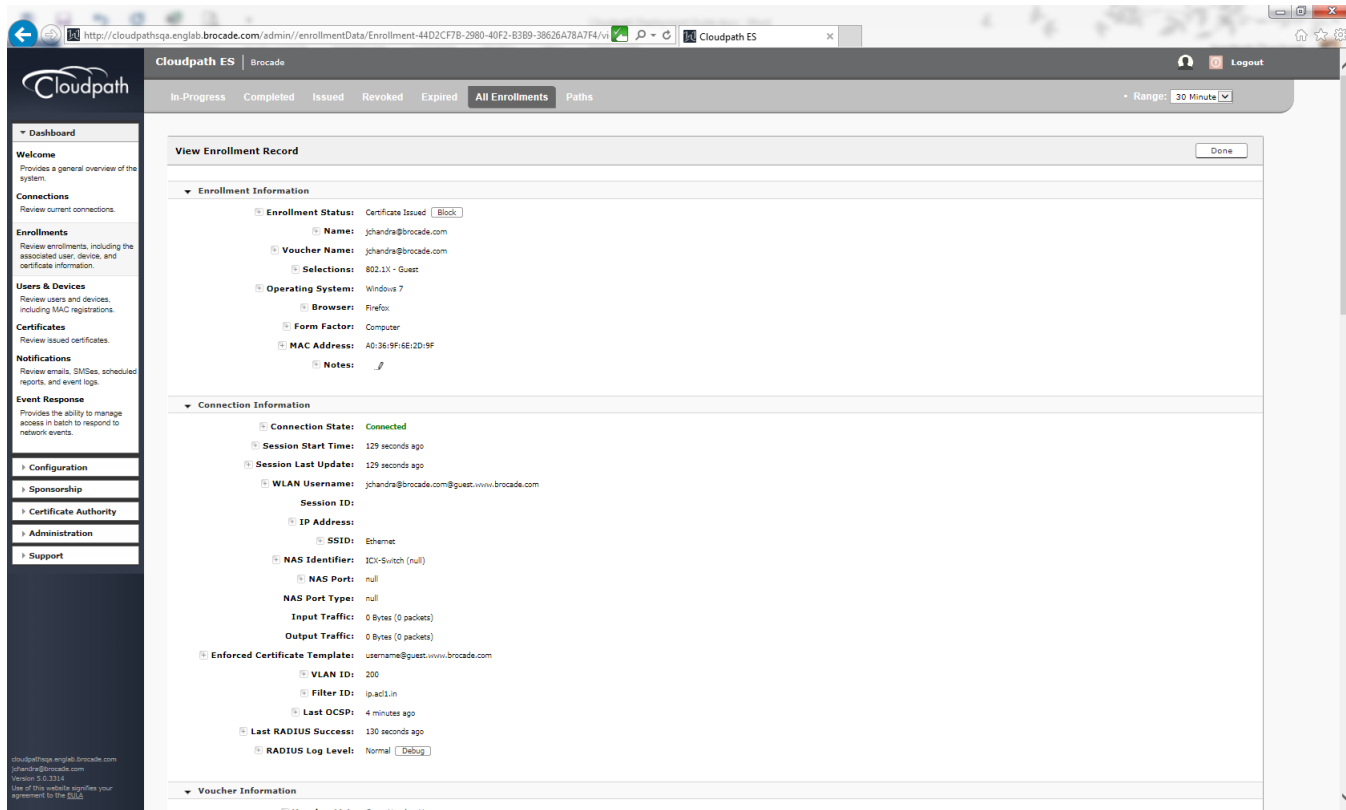 http://cloudpathsqa.englab.brocade.com/admin//enrollmentData/Enrollment-44D2CF7B-2980-40F2-B3B9-38626A78A7F4/vi
Cloudpath ES
Cloudpath
Cloudpath ES | Brocade
Logout
In-Progress Completed Issued Revoked Expired All Enrollments Paths
Range: 30 Minute
Dashboard
Welcome
Provides a general overview of the
system.
Connections
Review current connections.
Enrollments
Review enrollments, including the
associated user, device, and
certificate information.
Users & Devices
Review users and devices,
including MAC registrations.
Certificates
Review issued certificates.
Notifications
Review emails, SMSes, scheduled
reports, and event logs.
Event Response
Provides the ability to manage
access in batch to respond to
network events.
Configuration
Sponsorship
Certificate Authority
Administration
Support
cloudpathsqa.englab.brocade.com
jchandra@brocade.com
Version 5.0.3314
Use of this website signifies your
agreement to the EULA
View Enrollment Record
Done
Enrollment Information
Enrollment Status: Certificate Issued Block
Name: jchandra@brocade.com
Voucher Name: jchandra@brocade.com
Selections: 802.1X - Guest
Operating System: Windows 7
Browser: Firefox
Form Factor: Computer
MAC Address: A0:36:9F:6E:2D:9F
Notes:
Connection Information
Connection State: Connected
Session Start Time: 129 seconds ago
Session Last Update: 129 seconds ago
WLAN Username: jchandra@brocade.com@guest.www.brocade.com
Session ID:
IP Address:
SSID: Ethernet
NAS Identifier: ICX-Switch (null)
NAS Port: null
NAS Port Type: null
Input Traffic: 0 Bytes (0 packets)
Output Traffic: 0 Bytes (0 packets)
Enforced Certificate Template: username@guest.www.brocade.com
VLAN ID: 200
Filter ID: ip.acl1.in
Last OCSP: 4 minutes ago
Last RADIUS Success: 130 seconds ago
RADIUS Log Level: Normal Debug
Voucher Information